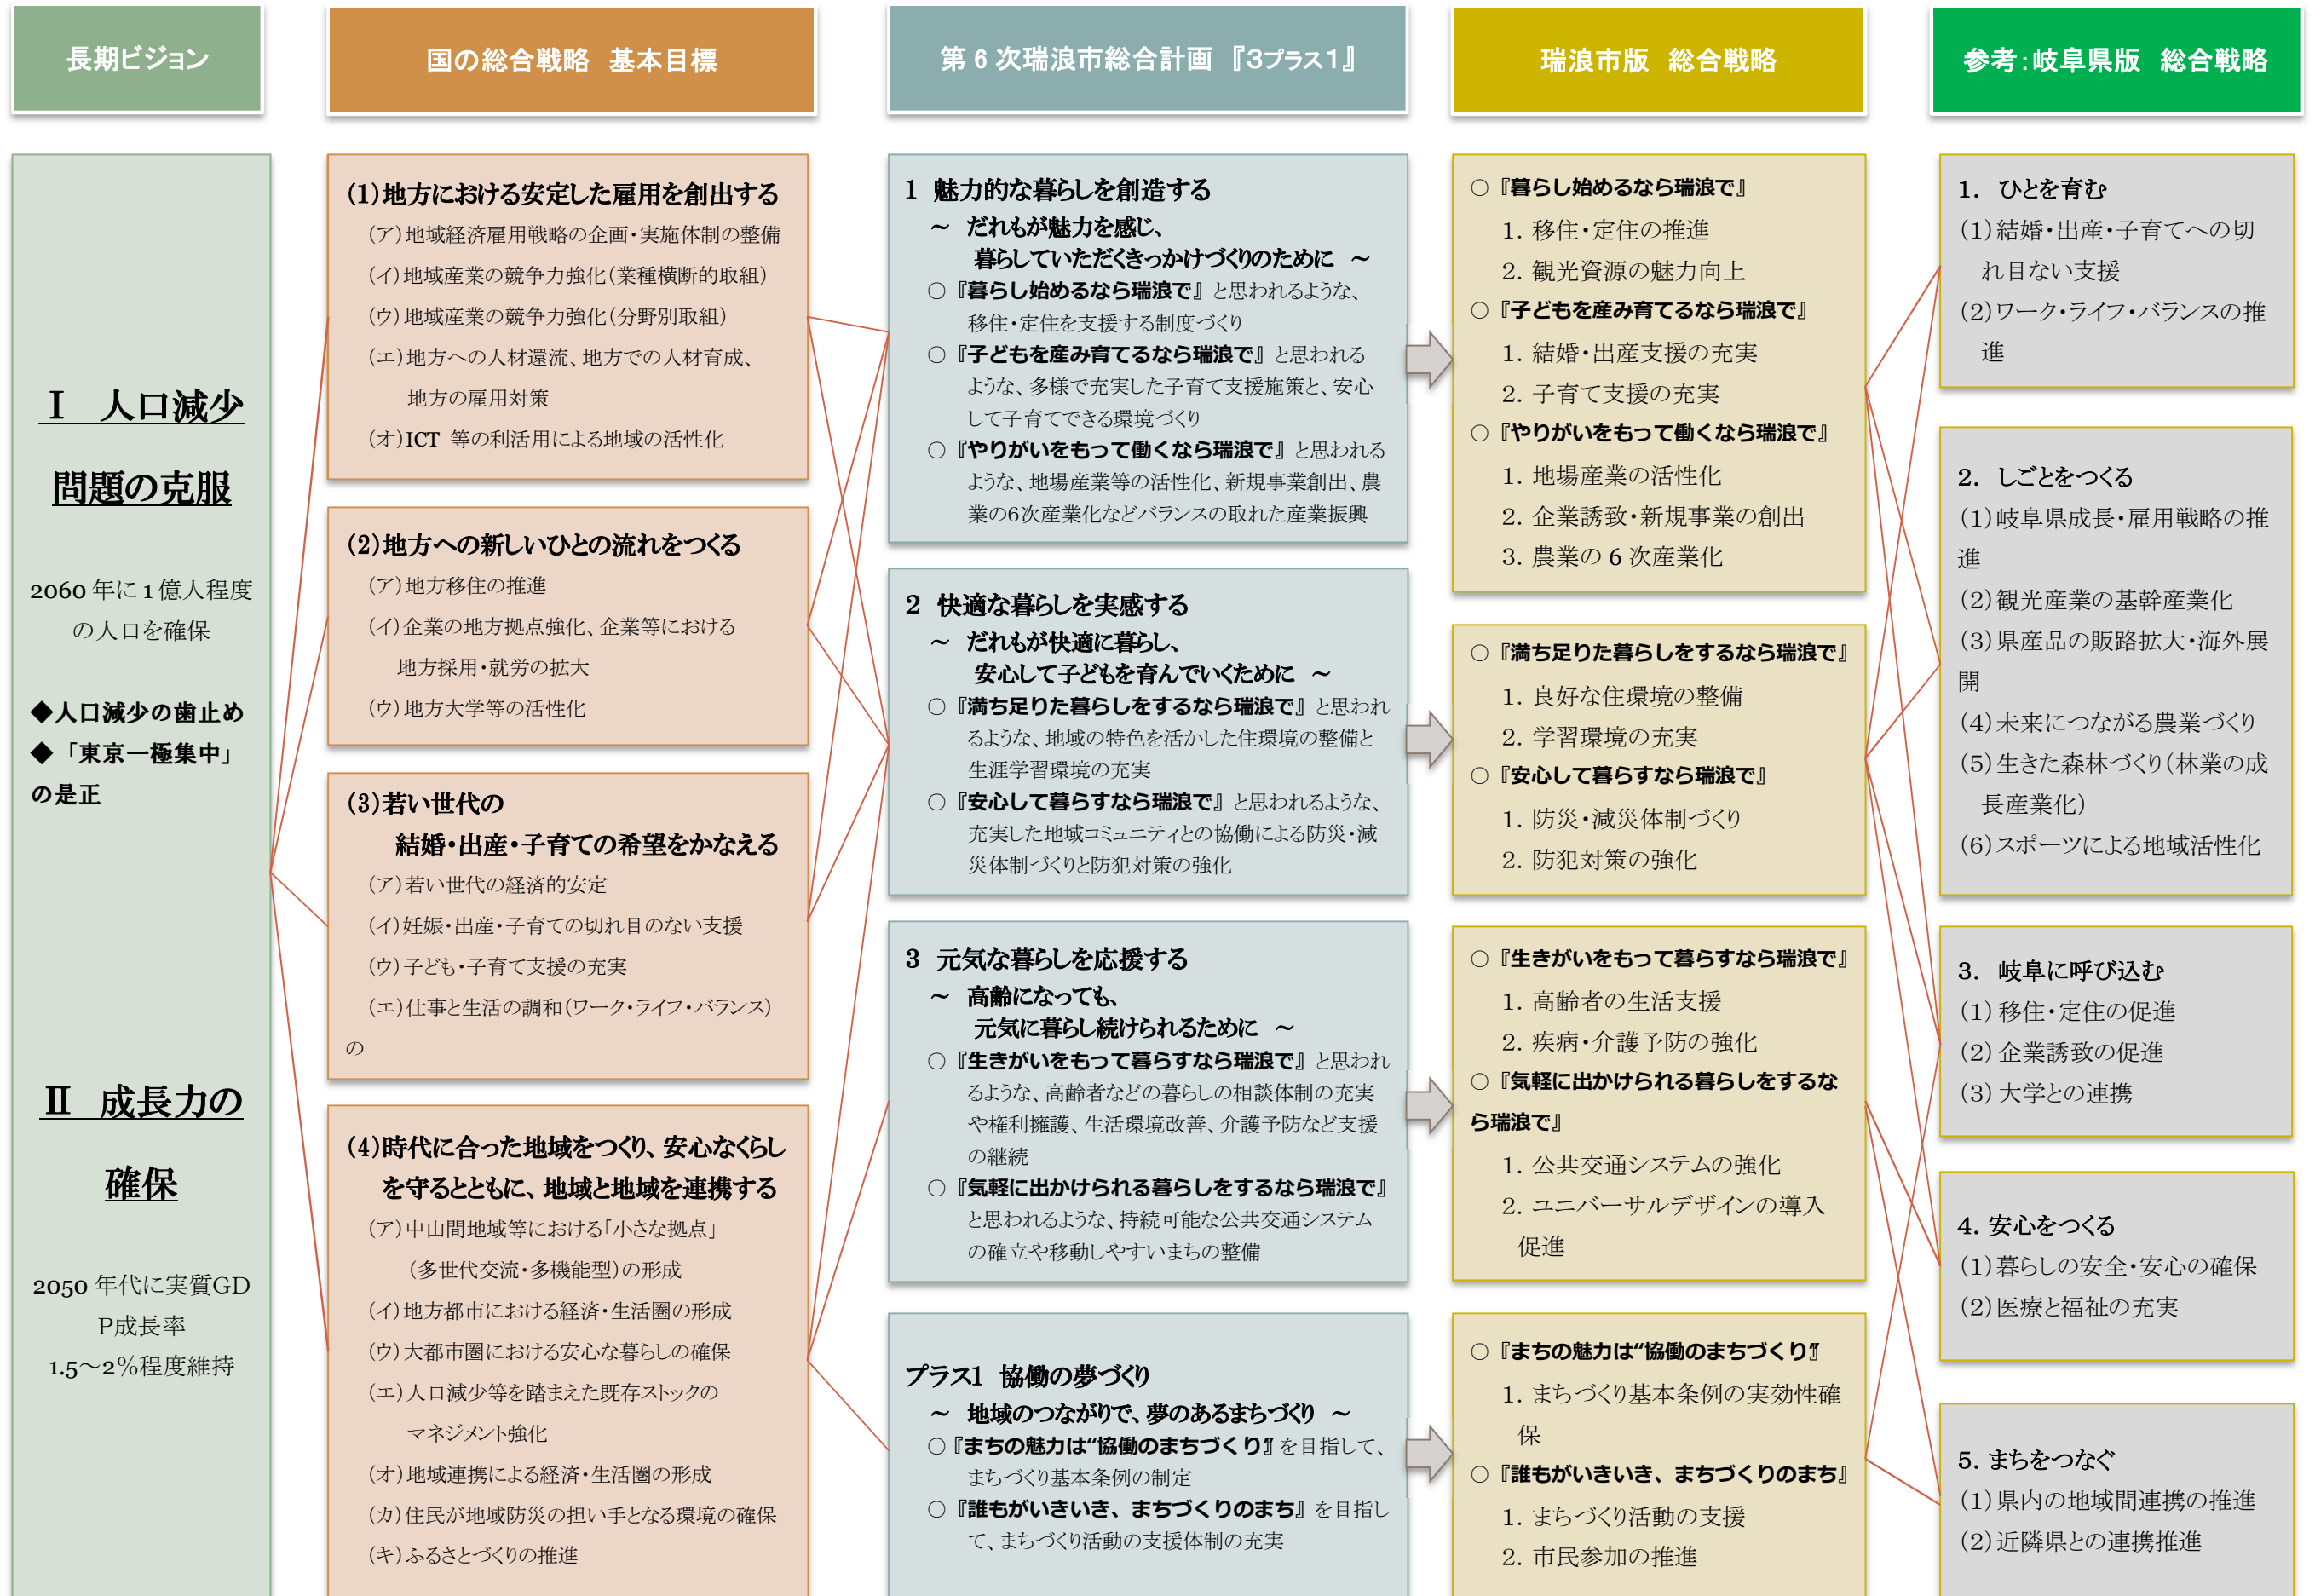 長期ビジョン
国の総合戦略 基本目標
第6次瑞浪市総合計画『3プラス1』
瑞浪市版 総合戦略
参考:岐阜県版 総合戦略
Ⅰ 人口減少
問題の克服
2060年に1億人程度
の人口を確保
◆人口減少の歯止め
◆「東京一極集中」
の是正
Ⅱ 成長力の
確保
2050年代に実質GD
P成長率
1.5～2%程度維持
(1)地方における安定した雇用を創出する
(ア)地域経済雇用戦略の企画・実施体制の整備
(イ)地域産業の競争力強化(業種横断的取組)
(ウ)地域産業の競争力強化(分野別取組)
(エ)地方への人材還流、地方での人材育成、
地方の雇用対策
(オ)ICT 等の利活用による地域の活性化
(2)地方への新しいひとの流れをつくる
(ア)地方移住の推進
(イ)企業の地方拠点強化、企業等における
地方採用・就労の拡大
(ウ)地方大学等の活性化
(3)若い世代の
結婚・出産・子育ての希望をかなえる
(ア)若い世代の経済的安定
(イ)妊娠・出産・子育ての切れ目のない支援
(ウ)子ども・子育て支援の充実
(エ)仕事と生活の調和(ワーク・ライフ・バランス)
の
(4)時代に合った地域をつくり、安心なくらし
を守るとともに、地域と地域を連携する
(ア)中山間地域等における「小さな拠点」
(多世代交流・多機能型)の形成
(イ)地方都市における経済・生活圏の形成
(ウ)大都市圏における安心な暮らしの確保
(エ)人口減少等を踏まえた既存ストックの
マネジメント強化
(オ)地域連携による経済・生活圏の形成
(カ)住民が地域防災の担い手となる環境の確保
(キ)ふるさとづくりの推進
1 魅力的な暮らしを創造する
～ だれもが魅力を感じ、
暮らしていただくきっかけづくりのために ～
○『暮らし始めるなら瑞浪で』と思われるような、
移住・定住を支援する制度づくり
○『子どもを産み育てるなら瑞浪で』と思われる
ような、多様で充実した子育て支援施策と、安心
して子育てできる環境づくり
○『やりがいをもって働くなら瑞浪で』と思われる
ような、地場産業等の活性化、新規事業創出、農
業の6次産業化などバランスの取れた産業振興
2 快適な暮らしを実感する
～ だれもが快適に暮らし、
安心して子どもを育んでいくために ～
○『満ち足りた暮らしをするなら瑞浪で』と思われ
るような、地域の特色を活かした住環境の整備と
生涯学習環境の充実
○『安心して暮らすなら瑞浪で』と思われるような、
充実した地域コミュニティとの協働による防災・減
災体制づくりと防犯対策の強化
3 元気な暮らしを応援する
～ 高齢になっても、
元気に暮らし続けられるために ～
○『生きがいをもって暮らすなら瑞浪で』と思われ
るような、高齢者などの暮らしの相談体制の充実
や権利擁護、生活環境改善、介護予防など支援
の継続
○『気軽に出かけられる暮らしをするなら瑞浪で』
と思われるような、持続可能な公共交通システム
の確立や移動しやすいまちの整備
プラス1 協働の夢づくり
～ 地域のつながりで、夢のあるまちづくり ～
○『まちの魅力は“協働のまちづくり”』を目指して、
まちづくり基本条例の制定
○『誰もがいきいき、まちづくりのまち』を目指し
て、まちづくり活動の支援体制の充実
○『暮らし始めるなら瑞浪で』
1. 移住・定住の推進
2. 観光資源の魅力向上
○『子どもを産み育てるなら瑞浪で』
1. 結婚・出産支援の充実
2. 子育て支援の充実
○『やりがいをもって働くなら瑞浪で』
1. 地場産業の活性化
2. 企業誘致・新規事業の創出
3. 農業の6次産業化
○『満ち足りた暮らしをするなら瑞浪で』
1. 良好な住環境の整備
2. 学習環境の充実
○『安心して暮らすなら瑞浪で』
1. 防災・減災体制づくり
2. 防犯対策の強化
○『生きがいをもって暮らすなら瑞浪で』
1. 高齢者の生活支援
2. 疾病・介護予防の強化
○『気軽に出かけられる暮らしをするな
ら瑞浪で』
1. 公共交通システムの強化
2. ユニバーサルデザインの導入
促進
○『まちの魅力は“協働のまちづくり”』
1. まちづくり基本条例の実効性確
保
○『誰もがいきいき、まちづくりのまち』
1. まちづくり活動の支援
2. 市民参加の推進
1. ひとを育む
(1)結婚・出産・子育てへの切
れ目ない支援
(2)ワーク・ライフ・バランスの推
進
2. しごとをつくる
(1)岐阜県成長・雇用戦略の推
進
(2)観光産業の基幹産業化
(3)県産品の販路拡大・海外展
開
(4)未来につながる農業づくり
(5)生きた森林づくり(林業の成
長産業化)
(6)スポーツによる地域活性化
3. 岐阜に呼び込む
(1)移住・定住の促進
(2)企業誘致の促進
(3)大学との連携
4. 安心をつくる
(1)暮らしの安全・安心の確保
(2)医療と福祉の充実
5. まちをつなぐ
(1)県内の地域間連携の推進
(2)近隣県との連携推進